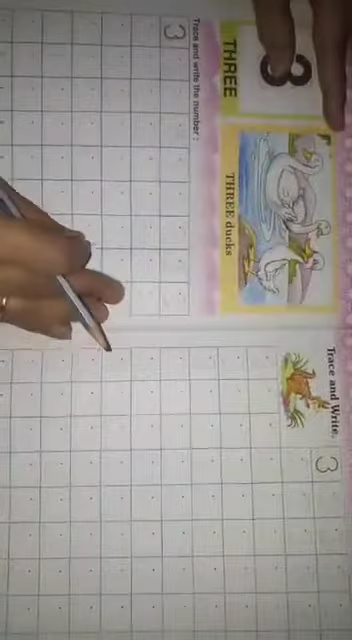 3
THREE
THREE ducks
Trace and write the number :
3
Trace and Write.
3